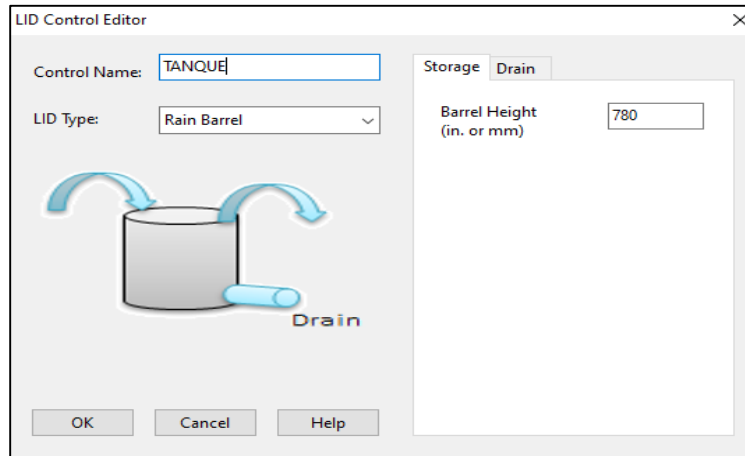 LID Control Editor
Control Name: TANQUE
LID Type: Rain Barrel
Drain
OK Cancel Help
Storage Drain
Barrel Height 780
(in. or mm)